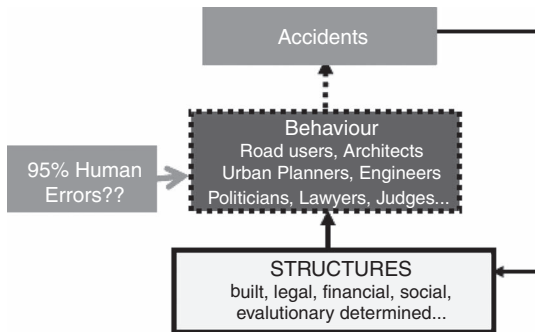 Accidents
Behaviour
Road users, Architects
Urban Planners, Engineers
Politicians, Lawyers, Judges...
95% Human
Errors??
STRUCTURES
built, legal, financial, social,
evalutionary determined...